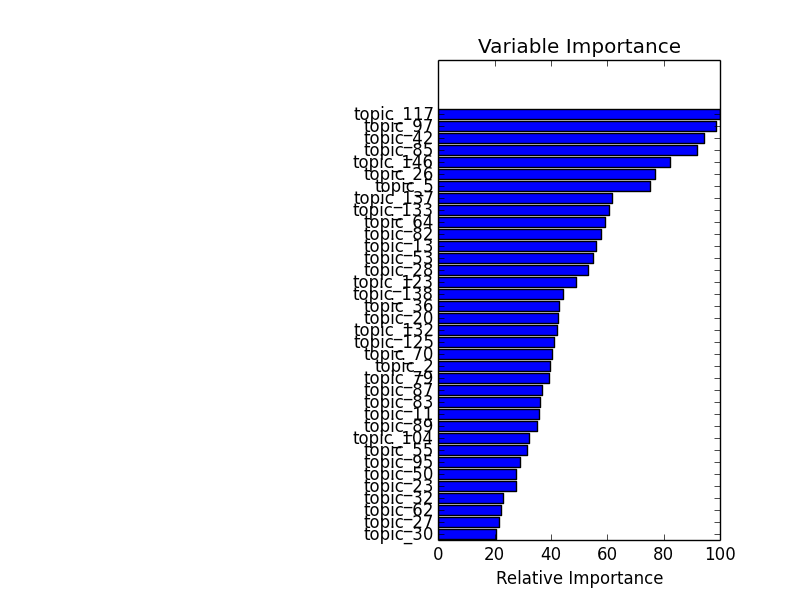 Variable Importance
topic_117
topic_97
topic_42
topic_85
topic_146
topic_26
topic_5
topic_137
topic_133
topic_64
topic_82
topic_13
topic_53
topic_28
topic_123
topic_138
topic_36
topic_20
topic_132
topic_125
topic_70
topic_2
topic_79
topic_87
topic_83
topic_11
topic_89
topic_104
topic_55
topic_95
topic_50
topic_23
topic_32
topic_62
topic_27
topic_30
0 20 40 60 80 100
Relative Importance